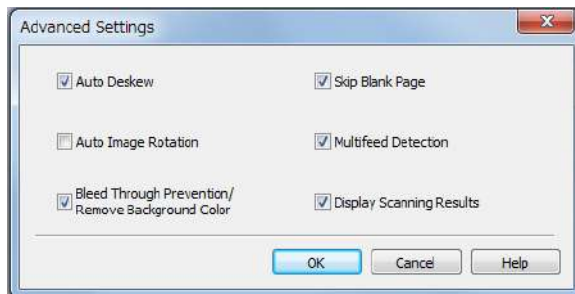 Advanced Settings
Auto Deskew
Skip Blank Page
Auto Image Rotation
Multifeed Detection
Bleed Through Prevention/
Remove Background Color
Display Scanning Results
OK
Cancel
Help